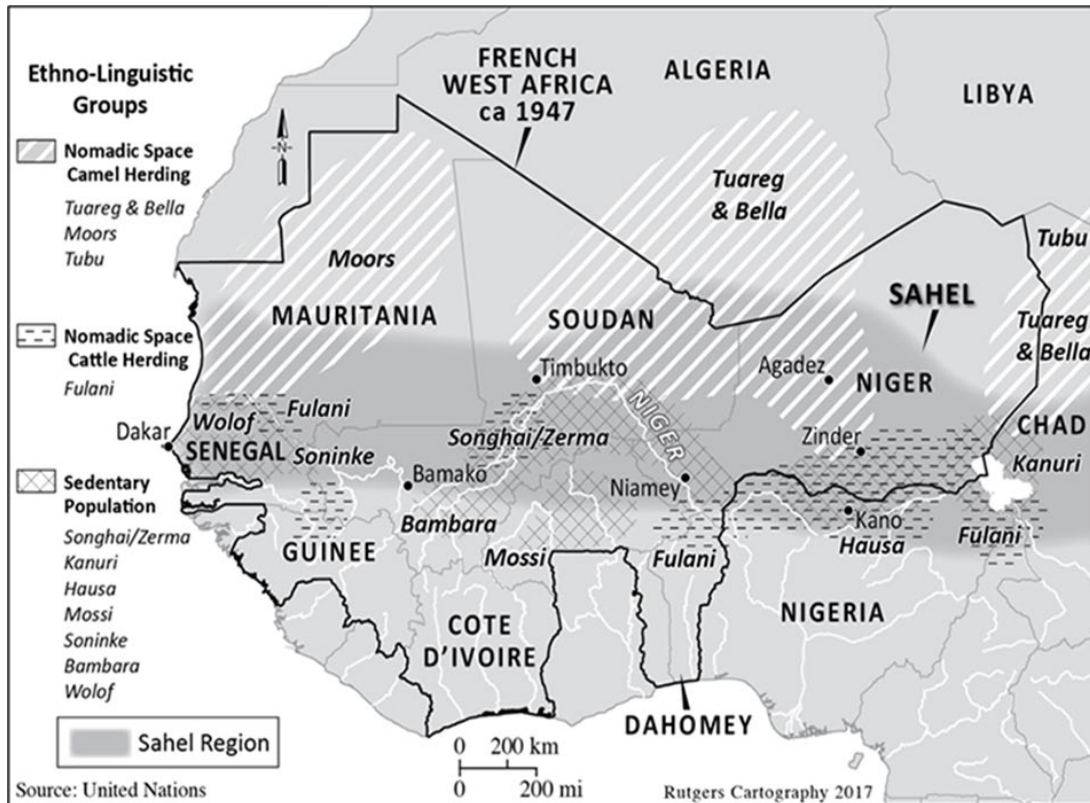 Ethno-Linguistic
Groups
Nomadic Space
Camel Herding
Tuareg & Bella
Moors
Tubu
Nomadic Space
Cattle Herding
Fulani
Sedentary
Population
Songhai/Zerma
Kanuri
Hausa
Mossi
Soninke
Bambara
Wolof
Sahel Region
Source: United Nations
N
FRENCH
WEST AFRICA
ca 1947
ALGERIA
LIBYA
Tuareg
& Bella
Tubu
Moors
SAHEL
MAURITANIA
SOUDAN
Tuareg
& Bella
Timbukto
Agadez
NIGER
NIGER
Wolof
Fulani
Dakar
SENEGAL
Soninke
Songhai/Zerma
Zinder
CHAD
Kanuri
Bamako
Niamey
Bambara
Kano
Hausa
Fulani
GUINEE
Mossi
Fulani
NIGERIA
COTE
D'IVOIRE
DAHOMEY
0 200 km
0 200 mi
Rutgers Cartography 2017